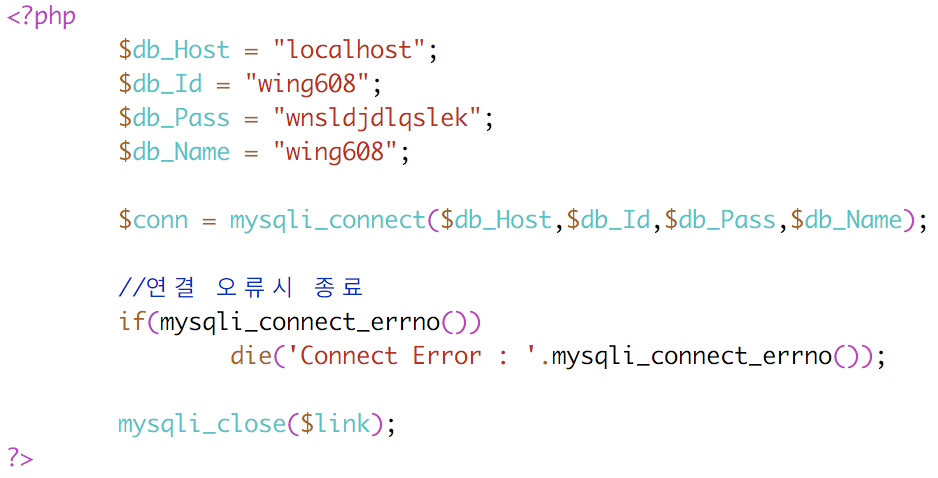 <?php
$db_Host = "localhost";
$db_Id = "wing608";
$db_Pass = "wnsldjdlqslek";
$db_Name = "wing608";
$conn = mysqli_connect($db_Host,$db_Id,$db_Pass,$db_Name);
//연결 오류시 종료
if(mysqli_connect_errno())
die('Connect Error : '.mysqli_connect_errno());
mysqli_close($link);
?>